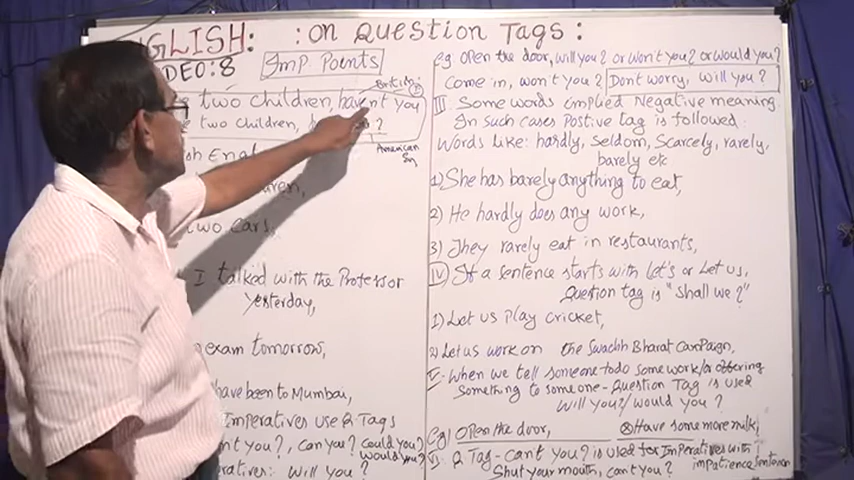 ENGLISH: :on Question Tags:
DEO:8
Imp Points
British
two children, havent you
two children, ?
American
sh Eng
two cars,
I talked with the Professor
yesterday,
exam tomorrow,
have been to Mumbai,
Imperatives use Q Tags
nt you?, can you? could you?
would you?
ratives: will you?
eg: open the door, will you? or won't you? or would you?
Come in, won't you? Dont worry, will you?
III Some words implied Negative meaning
In such cases Postive tag is followed.
Words like: hardly, seldom, Scarcely, rarely,
barely etc
1) She has barely anything to eat,
2) He hardly does any work,
3) They rarely eat in restaurants,
IV If a sentence starts with Let's or Let us,
Question tag is "shall we?"
1) Let us play cricket,
2) Let us work on the Swachh Bharat Campaign,
V. When we tell someone to do some work/or offering
something to someone - Question Tag is used
will you?/would you?
eg) open the door, Have some more milk,
Q Tag - can't you? is used for Imperatives with
impatience sentence
Shut your mouth, can't you?